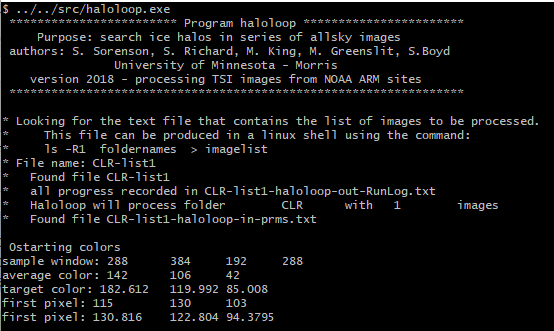 $ ../../src/haloloop.exe
************************ Program haloloop ***********************
Purpose: search ice halos in series of allsky images
authors: S. Sorenson, S. Richard, M. King, M. Greenslit, S.Boyd
University of Minnesota - Morris
version 2018 - processing TSI images from NOAA ARM sites
*****************************************************************
* Looking for the text file that contains the list of images to be processed.
*    This file can be produced in a linux shell using the command:
*    ls -R1  foldernames  > imagelist
* File name: CLR-list1
*   Found file CLR-list1
*   all progress recorded in CLR-list1-haloloop-out-RunLog.txt
*   Haloloop will process folder        CLR     with    1       images
*   Found file CLR-list1-haloloop-in-prms.txt
Ostarting colors
sample window: 288      384     192     288
average color: 142      106     42
target color: 182.612   119.992 85.008
first pixel: 115        130     103
first pixel: 130.816    122.804 94.3795